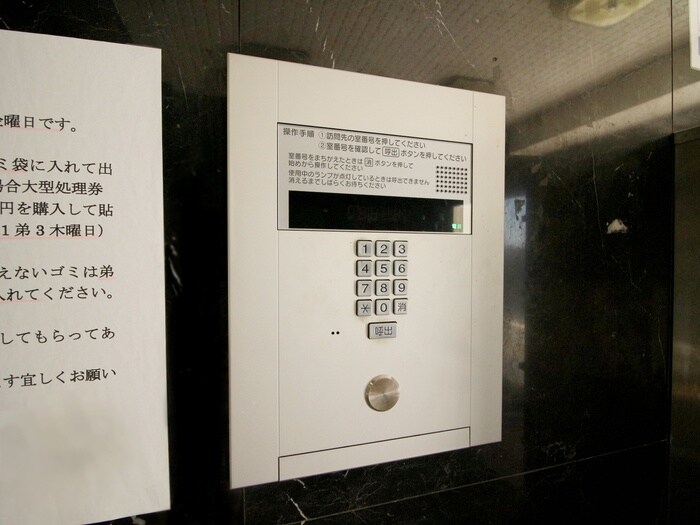 金曜日です。
ミ袋に入れて出
場合大型処理券
円を購入して貼
１弟３木曜日）
えないゴミは弟
入れてください。
してもらってあ
す宜しくお願い
操作手順 ①訪問先の室番号を押してください
②室番号を確認して 呼出 ボタンを押してください
室番号をまちがえたときは 消 ボタンを押して
始めから操作してください
使用中のランプが点灯しているときは呼出できません
消えるまでしばらくお待ちください
1 2 3
4 5 6
7 8 9
＊ 0 消
呼出